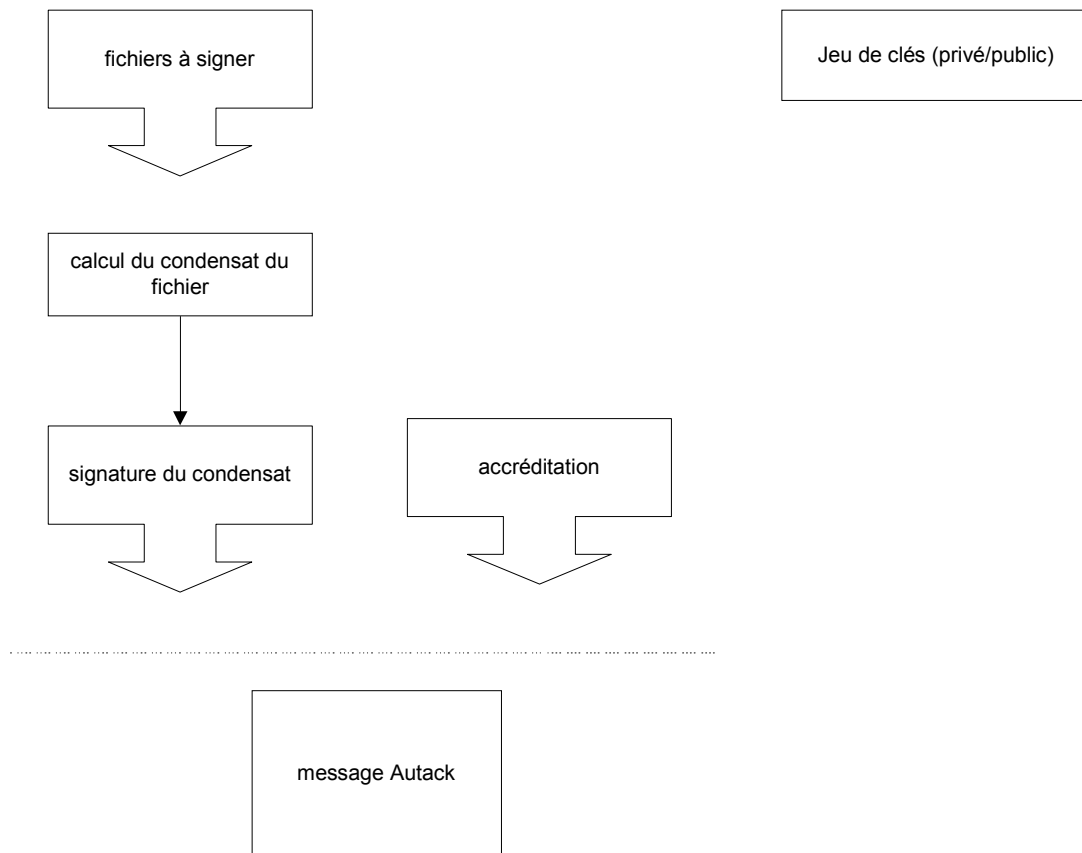 fichiers à signer
Jeu de clés (privé/public)
calcul du condensat du
fichier
signature du condensat
accréditation
message Autack